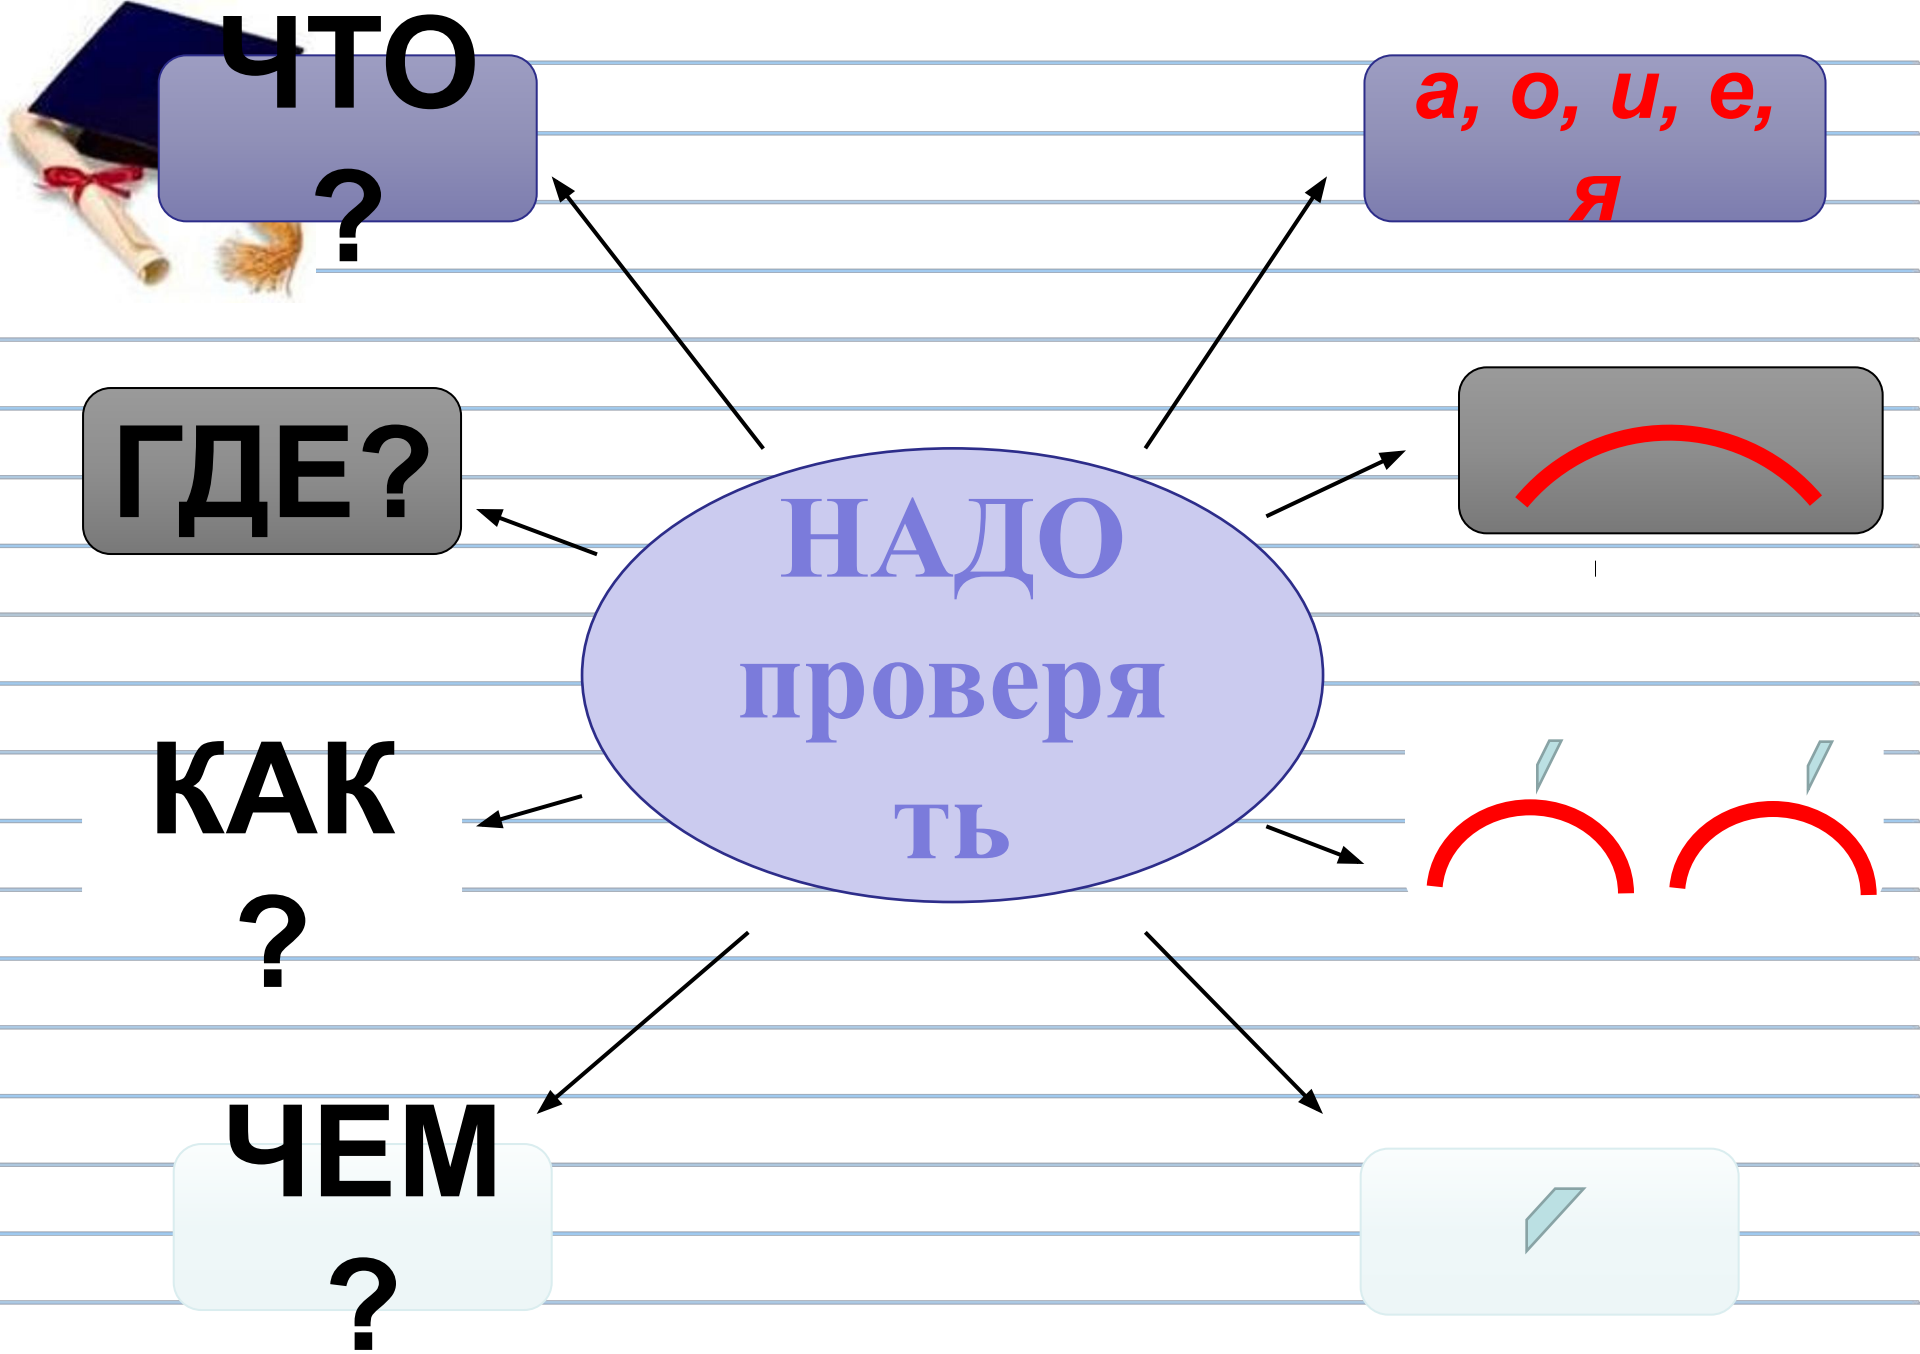 ЧТО
?
а, о, и, е,
я
ГДЕ?
НАДО
проверя
ть
КАК
?
ЧЕМ
?